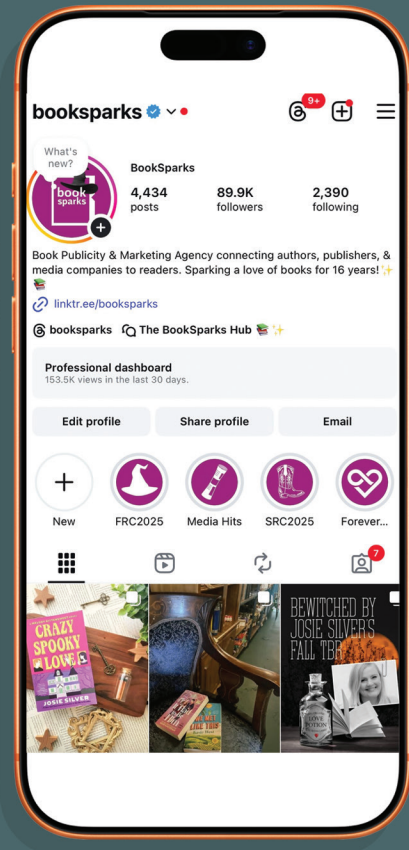 booksparks
9+
What's
new?
book
sparks
BookSparks
4,434
posts
89.9K
followers
2,390
following
Book Publicity & Marketing Agency connecting authors, publishers, &
media companies to readers. Sparking a love of books for 16 years! ✨
📚
linktr.ee/booksparks
booksparks
The BookSparks Hub 📚 ✨
Professional dashboard
153.5K views in the last 30 days.
Edit profile
Share profile
Email
New
FRC2025
Media Hits
SRC2025
Forever...
7
CRAZY
SPOOKY
LOVE
JOSIE SILVER
BEWITCHED BY
JOSIE SILVER'S
FALL TBR
LOVE
POTION